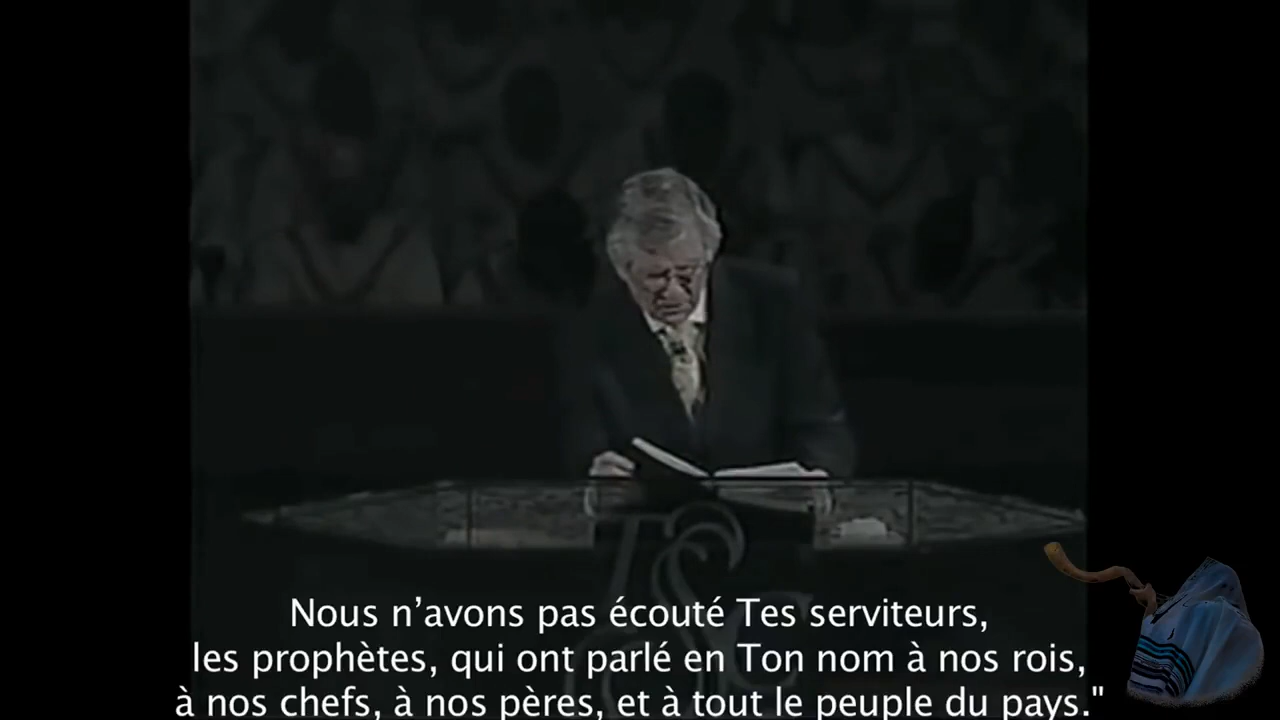 TSC
Nous n’avons pas écouté Tes serviteurs,
les prophètes, qui ont parlé en Ton nom à nos rois,
à nos chefs, à nos pères, et à tout le peuple du pays."